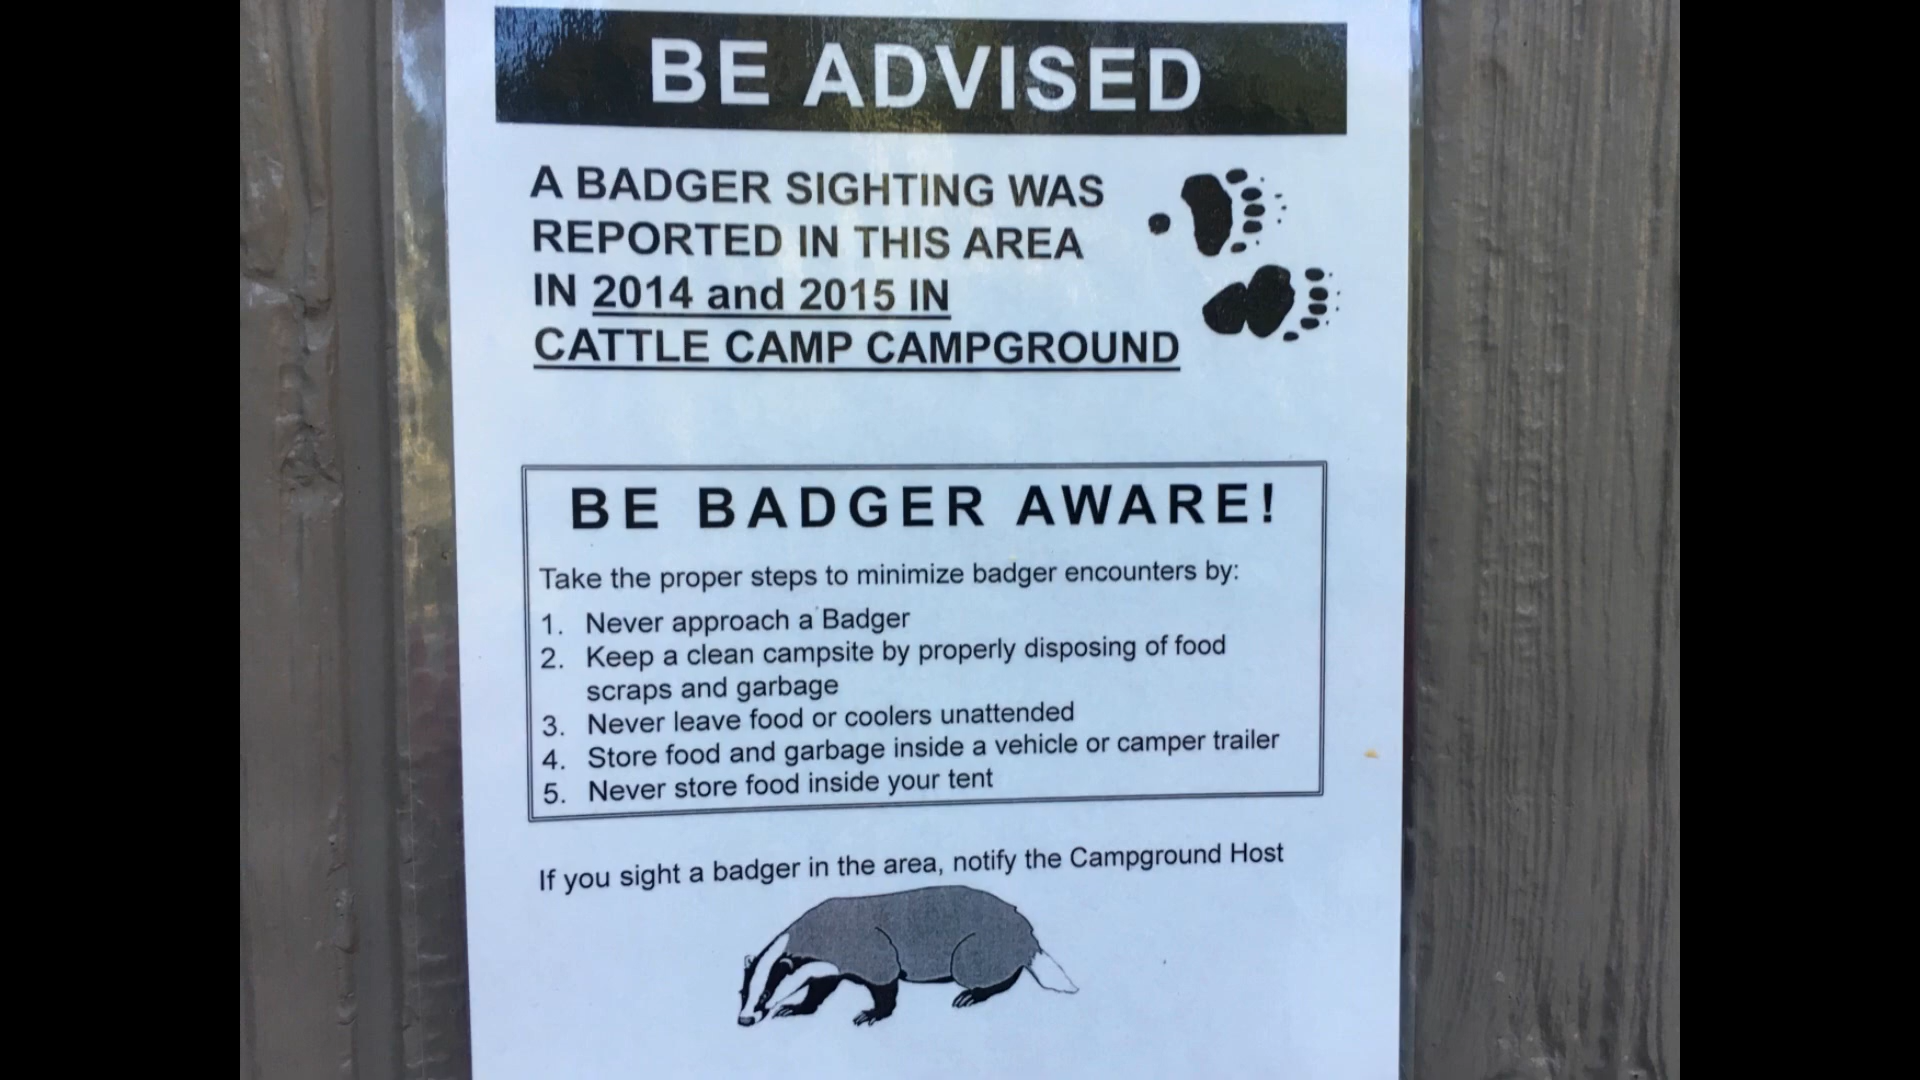 BE ADVISED
A BADGER SIGHTING WAS
REPORTED IN THIS AREA
IN 2014 and 2015 IN
CATTLE CAMP CAMPGROUND
BE BADGER AWARE!
Take the proper steps to minimize badger encounters by:
1. Never approach a Badger
2. Keep a clean campsite by properly disposing of food
scraps and garbage
3. Never leave food or coolers unattended
4. Store food and garbage inside a vehicle or camper trailer
5. Never store food inside your tent
If you sight a badger in the area, notify the Campground Host